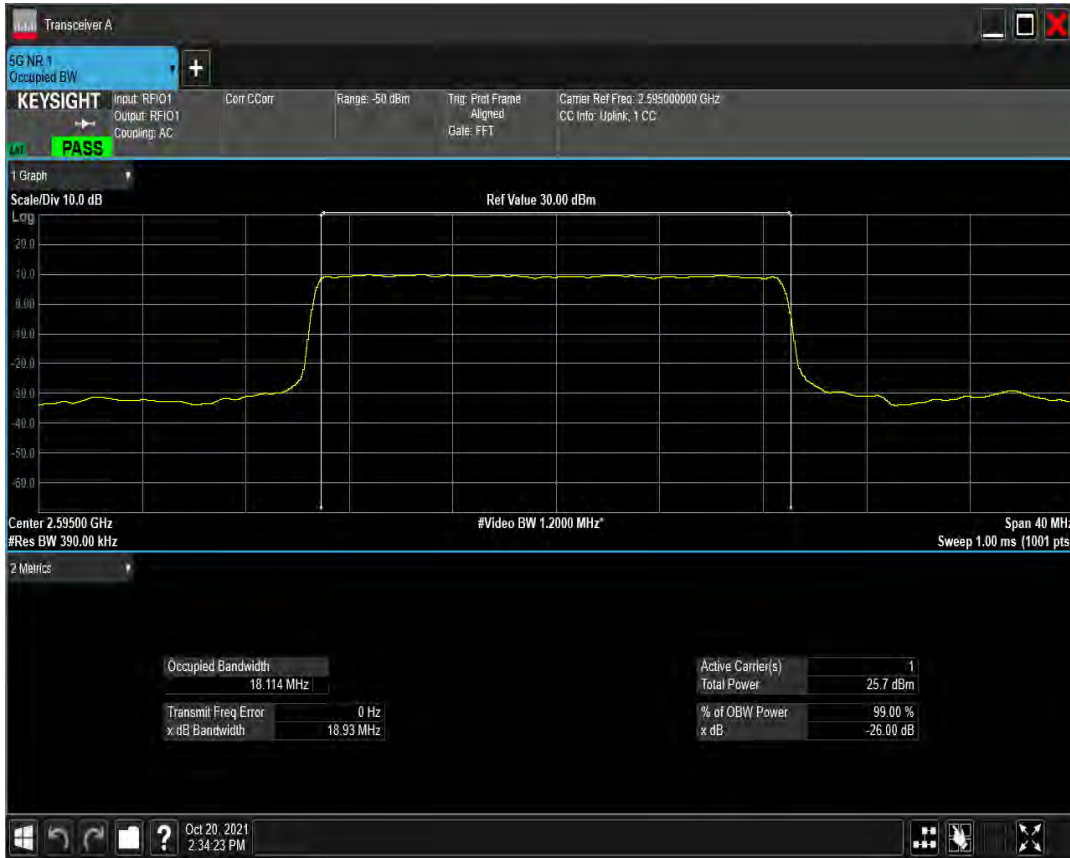 Transceiver A
5G NR 1
Occupied BW
KEYSIGHT
PASS
Input: RFIO1
Output: RFIO1
Coupling: AC
Corr CCorr
Range: -50 dBm
Trig: Prot Frame
Aligned
Gate: FFT
Carrier Ref Freq: 2.595000000 GHz
CC Info: Uplink, 1 CC
1 Graph
Scale/Div 10.0 dB
Ref Value 30.00 dBm
Log
20.0
10.0
0.00
-10.0
-20.0
-30.0
-40.0
-50.0
-60.0
Center 2.59500 GHz
#Video BW 1.2000 MHz*
Span 40 MHz
#Res BW 390.00 kHz
Sweep 1.00 ms (1001 pts
2 Metrics
Occupied Bandwidth
18.114 MHz
Transmit Freq Error 0 Hz
x dB Bandwidth 18.93 MHz
Active Carrier(s) 1
Total Power 25.7 dBm
% of OBW Power 99.00 %
x dB -26.00 dB
?
Oct 20, 2021
2:34:23 PM